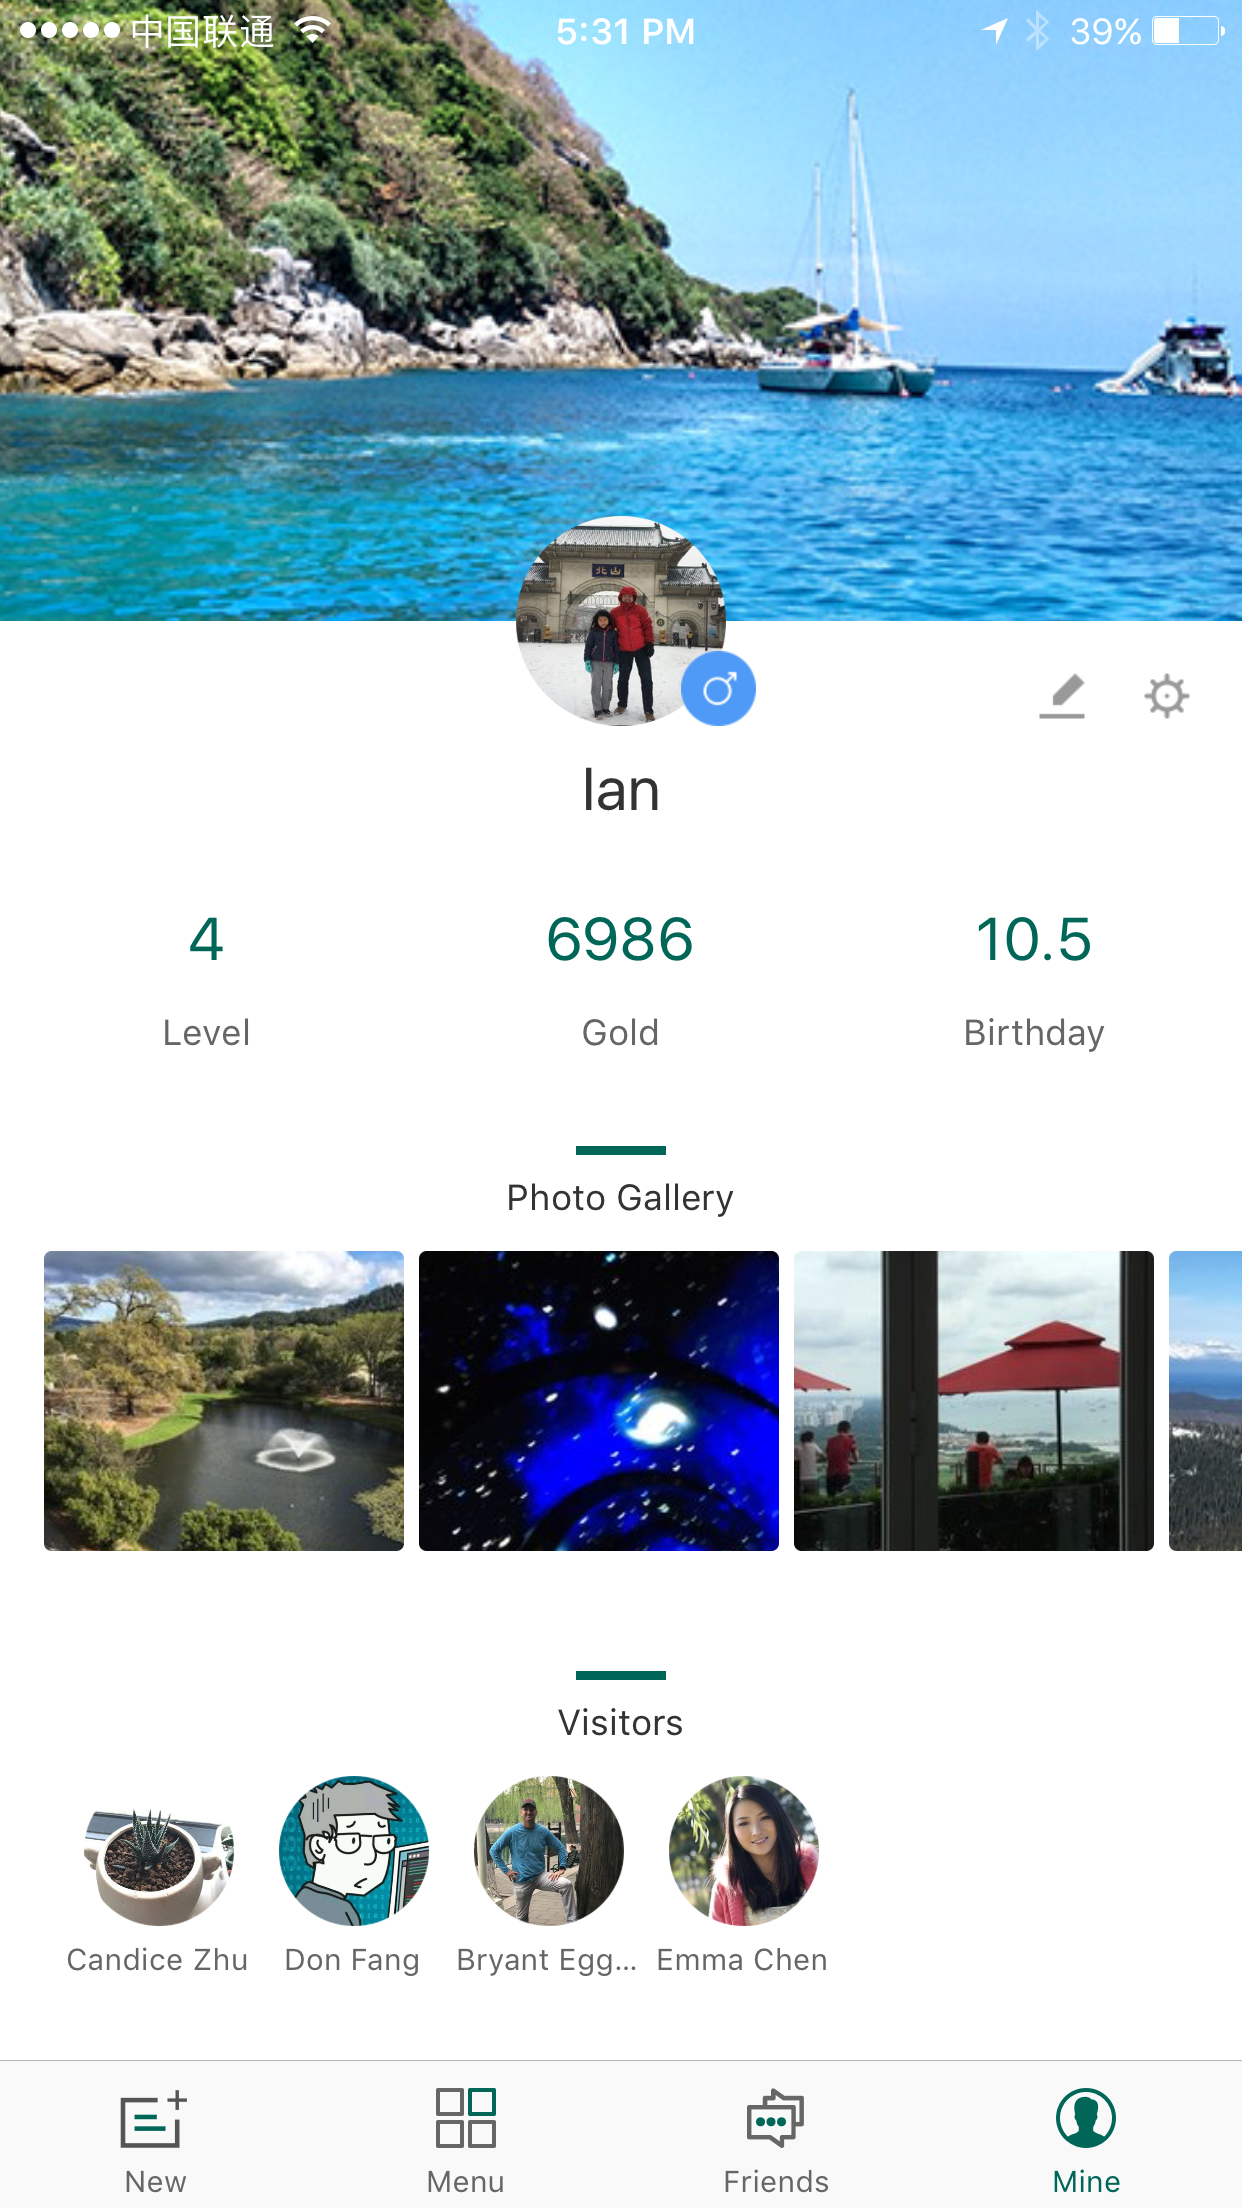 中国联通
5:31 PM
39%
北山
Ian
4
6986
10.5
Level
Gold
Birthday
Photo Gallery
Visitors
Candice Zhu
Don Fang
Bryant Egg...
Emma Chen
New
Menu
Friends
Mine